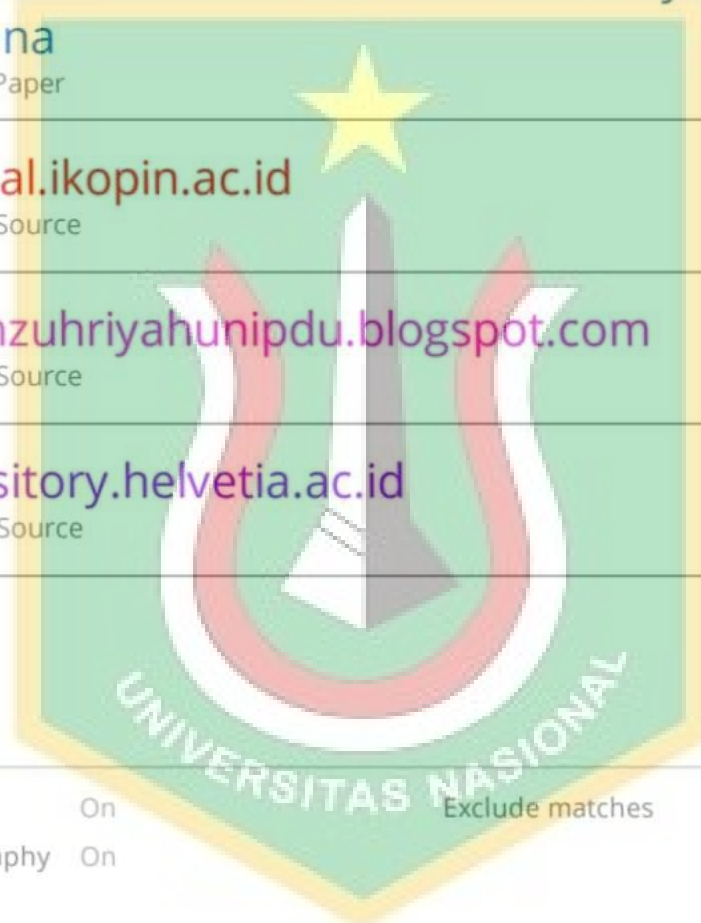 na
Paper
al.ikopin.ac.id
Source
nzuhriyahunipdu.blogspot.com
Source
sitory.helvetia.ac.id
Source
UNIVERSITAS NASIONAL
On Exclude matches
phy On